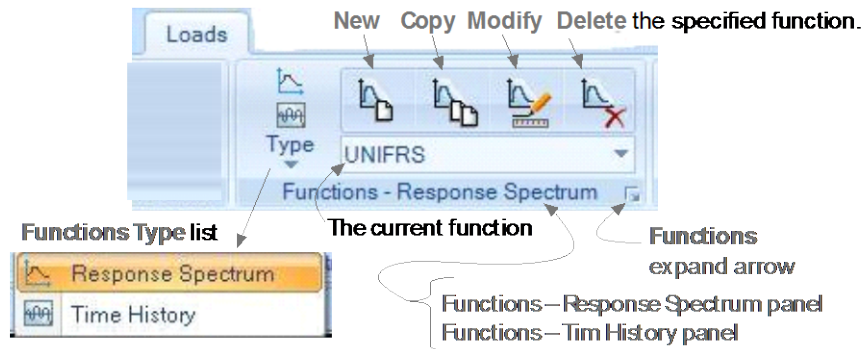 New Copy Modify Delete the specified function.
Loads
Type
UNIFRS
Functions - Response Spectrum
Functions Type list
The current function
Functions
expand arrow
Response Spectrum
Time History
Functions – Response Spectrum panel
Functions – Tim History panel